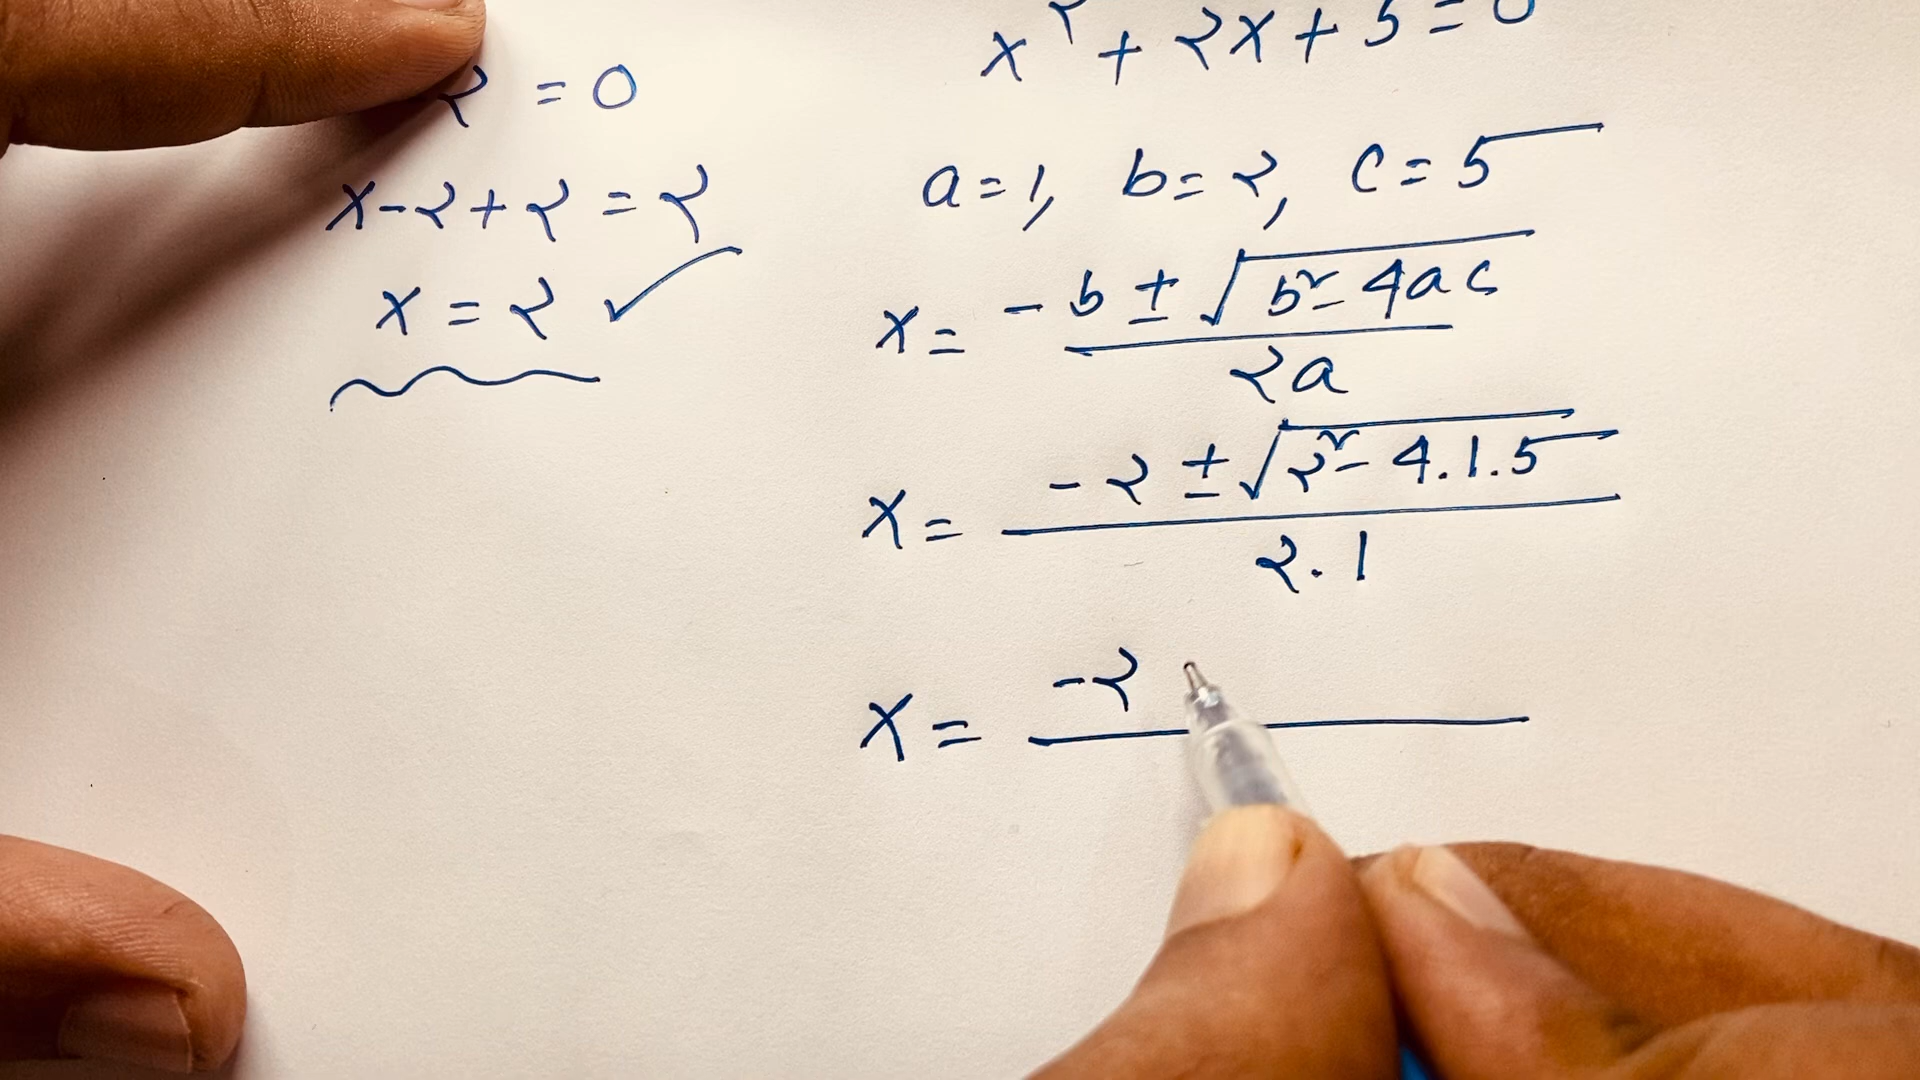 2 = 0
x-2+2 = 2
x = 2 ✓
x² + 2x + 5 = 0
a=1, b=2, c=5
x = -b ± √(b²-4ac) / 2a
x = -2 ± √(2²-4.1.5) / 2.1
x = -2